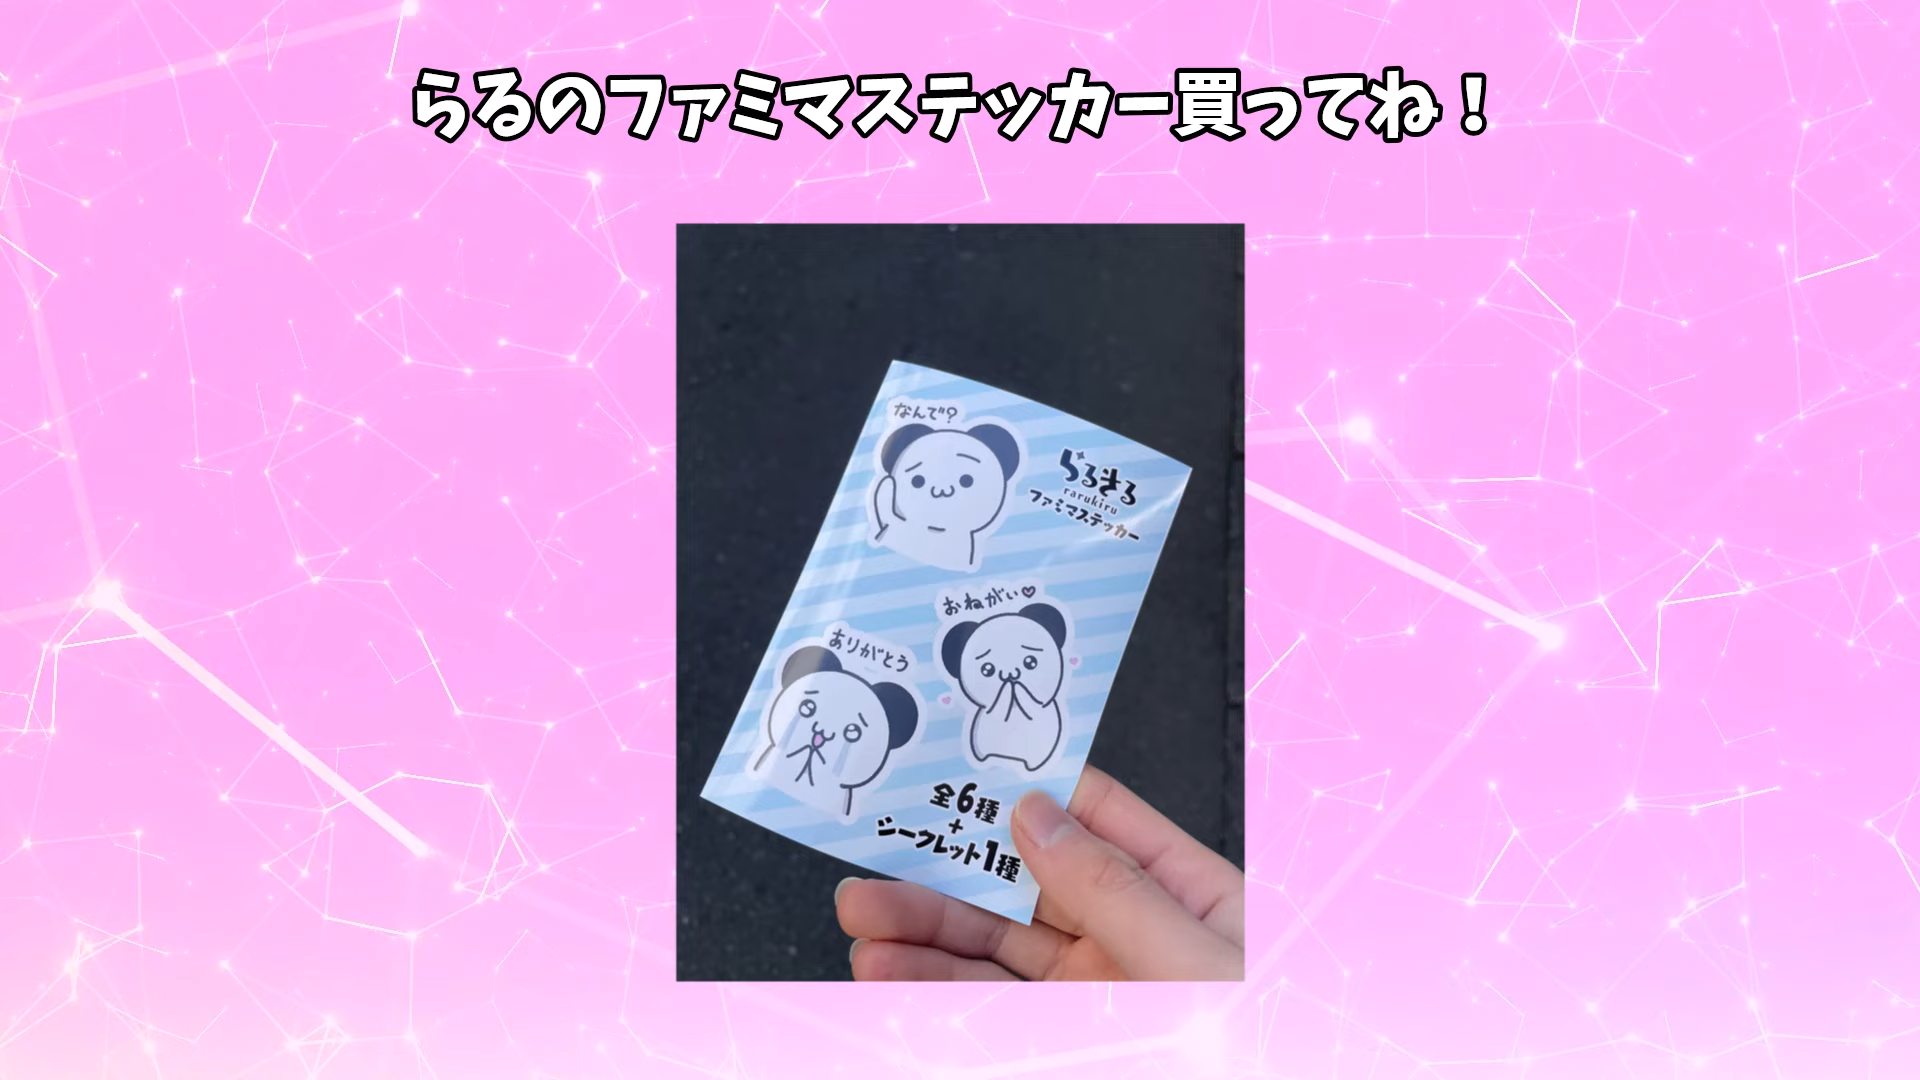 らるのファミマステッカー買ってね！
なんで?
らるきる
rarukiru
ファミマステッカー
おねがい♡
ありがとう
全6種
+
シークレット1種